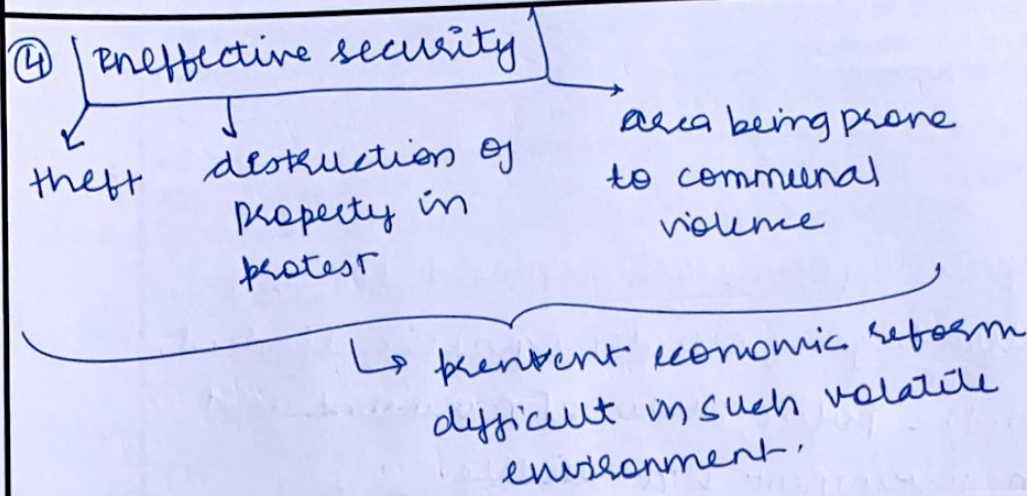 ④ Ineffective security
theft
destruction of
property in
protest
area being prone
to communal
violence
↳ prevent economic reform
difficult in such volatile
environment.